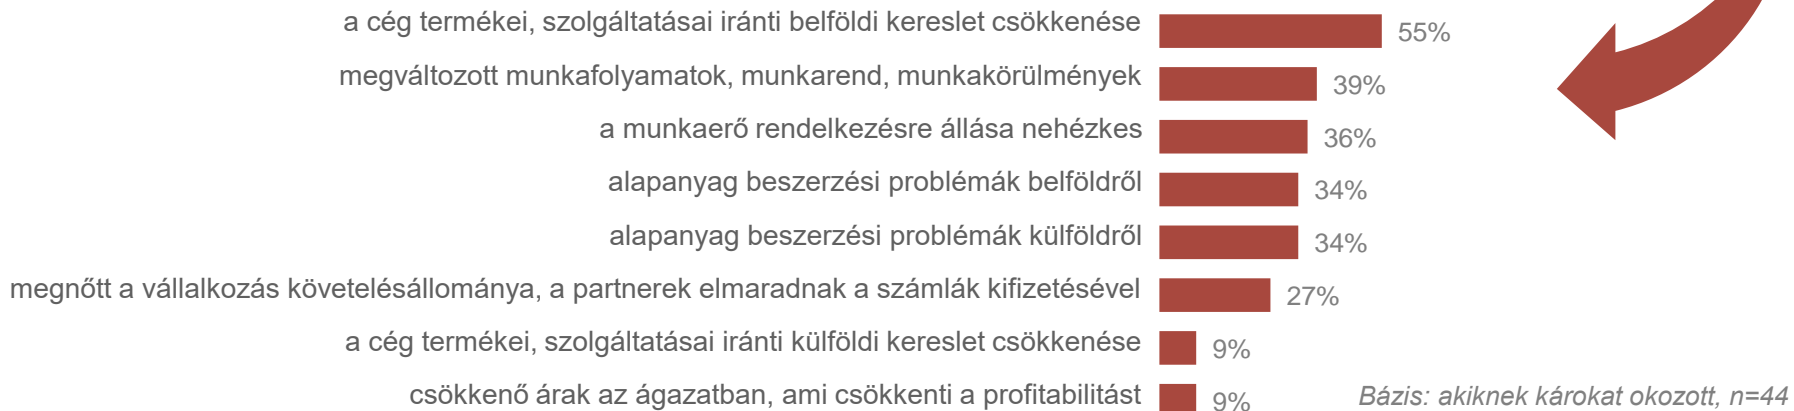 a cég termékei, szolgáltatásai iránti belföldi kereslet csökkenése 55%
megváltozott munkafolyamatok, munkarend, munkakörülmények 39%
a munkaerő rendelkezésre állása nehézkes 36%
alapanyag beszerzési problémák belföldről 34%
alapanyag beszerzési problémák külföldről 34%
megnőtt a vállalkozás követelésállománya, a partnerek elmaradnak a számlák kifizetésével 27%
a cég termékei, szolgáltatásai iránti külföldi kereslet csökkenése 9%
csökkenő árak az ágazatban, ami csökkenti a profitabilitást 9% Bázis: akiknek károkat okozott, n=44